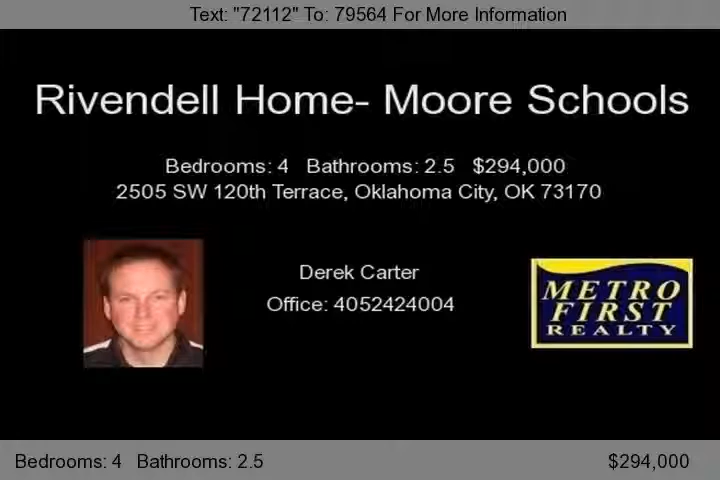 Text: "72112" To: 79564 For More Information
Rivendell Home- Moore Schools
Bedrooms: 4 Bathrooms: 2.5 $294,000
2505 SW 120th Terrace, Oklahoma City, OK 73170
Derek Carter
Office: 4052424004
METRO
FIRST
REALTY
Bedrooms: 4 Bathrooms: 2.5 $294,000